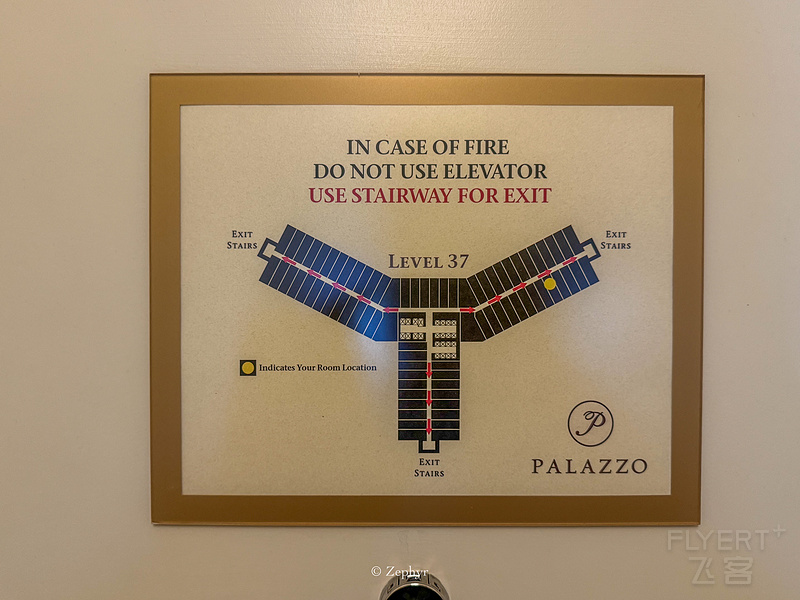 IN CASE OF FIRE
DO NOT USE ELEVATOR
USE STAIRWAY FOR EXIT
EXIT
STAIRS
EXIT
STAIRS
LEVEL 37
Indicates Your Room Location
EXIT
STAIRS
P
PALAZZO
FLYERT+
飞客
© Zephyr